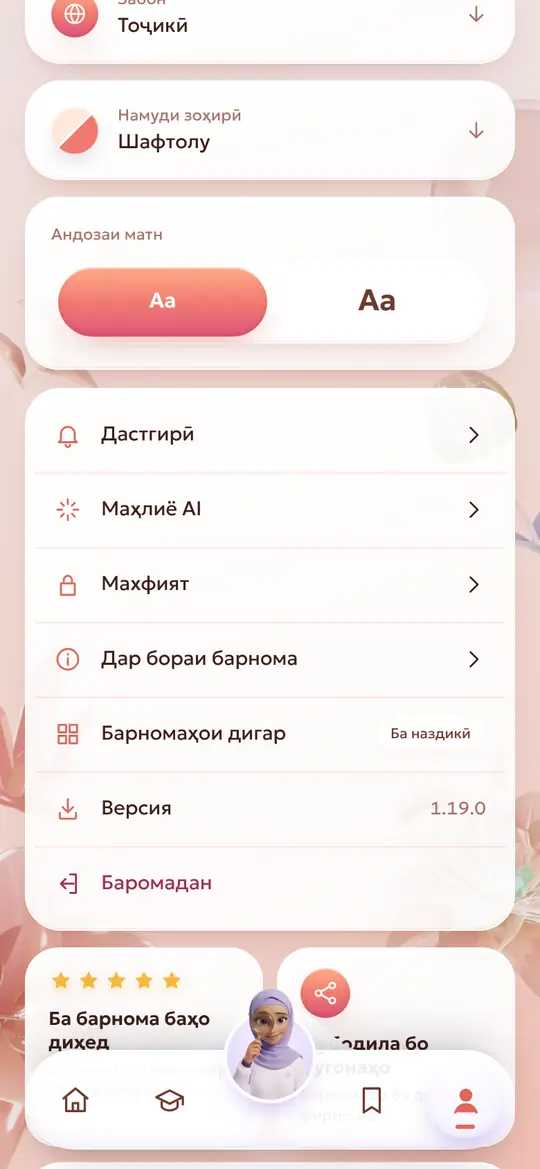 Забон
Тоҷикӣ
Намуди зоҳирӣ
Шафтолу
Андозаи матн
Aa
Aa
Дастгирӣ
Маҳлиё AI
Махфият
Дар бораи барнома
Барномаҳои дигар
Ба наздикӣ
Версия
1.19.0
Баромадан
Ба барнома баҳо
диҳед
бо